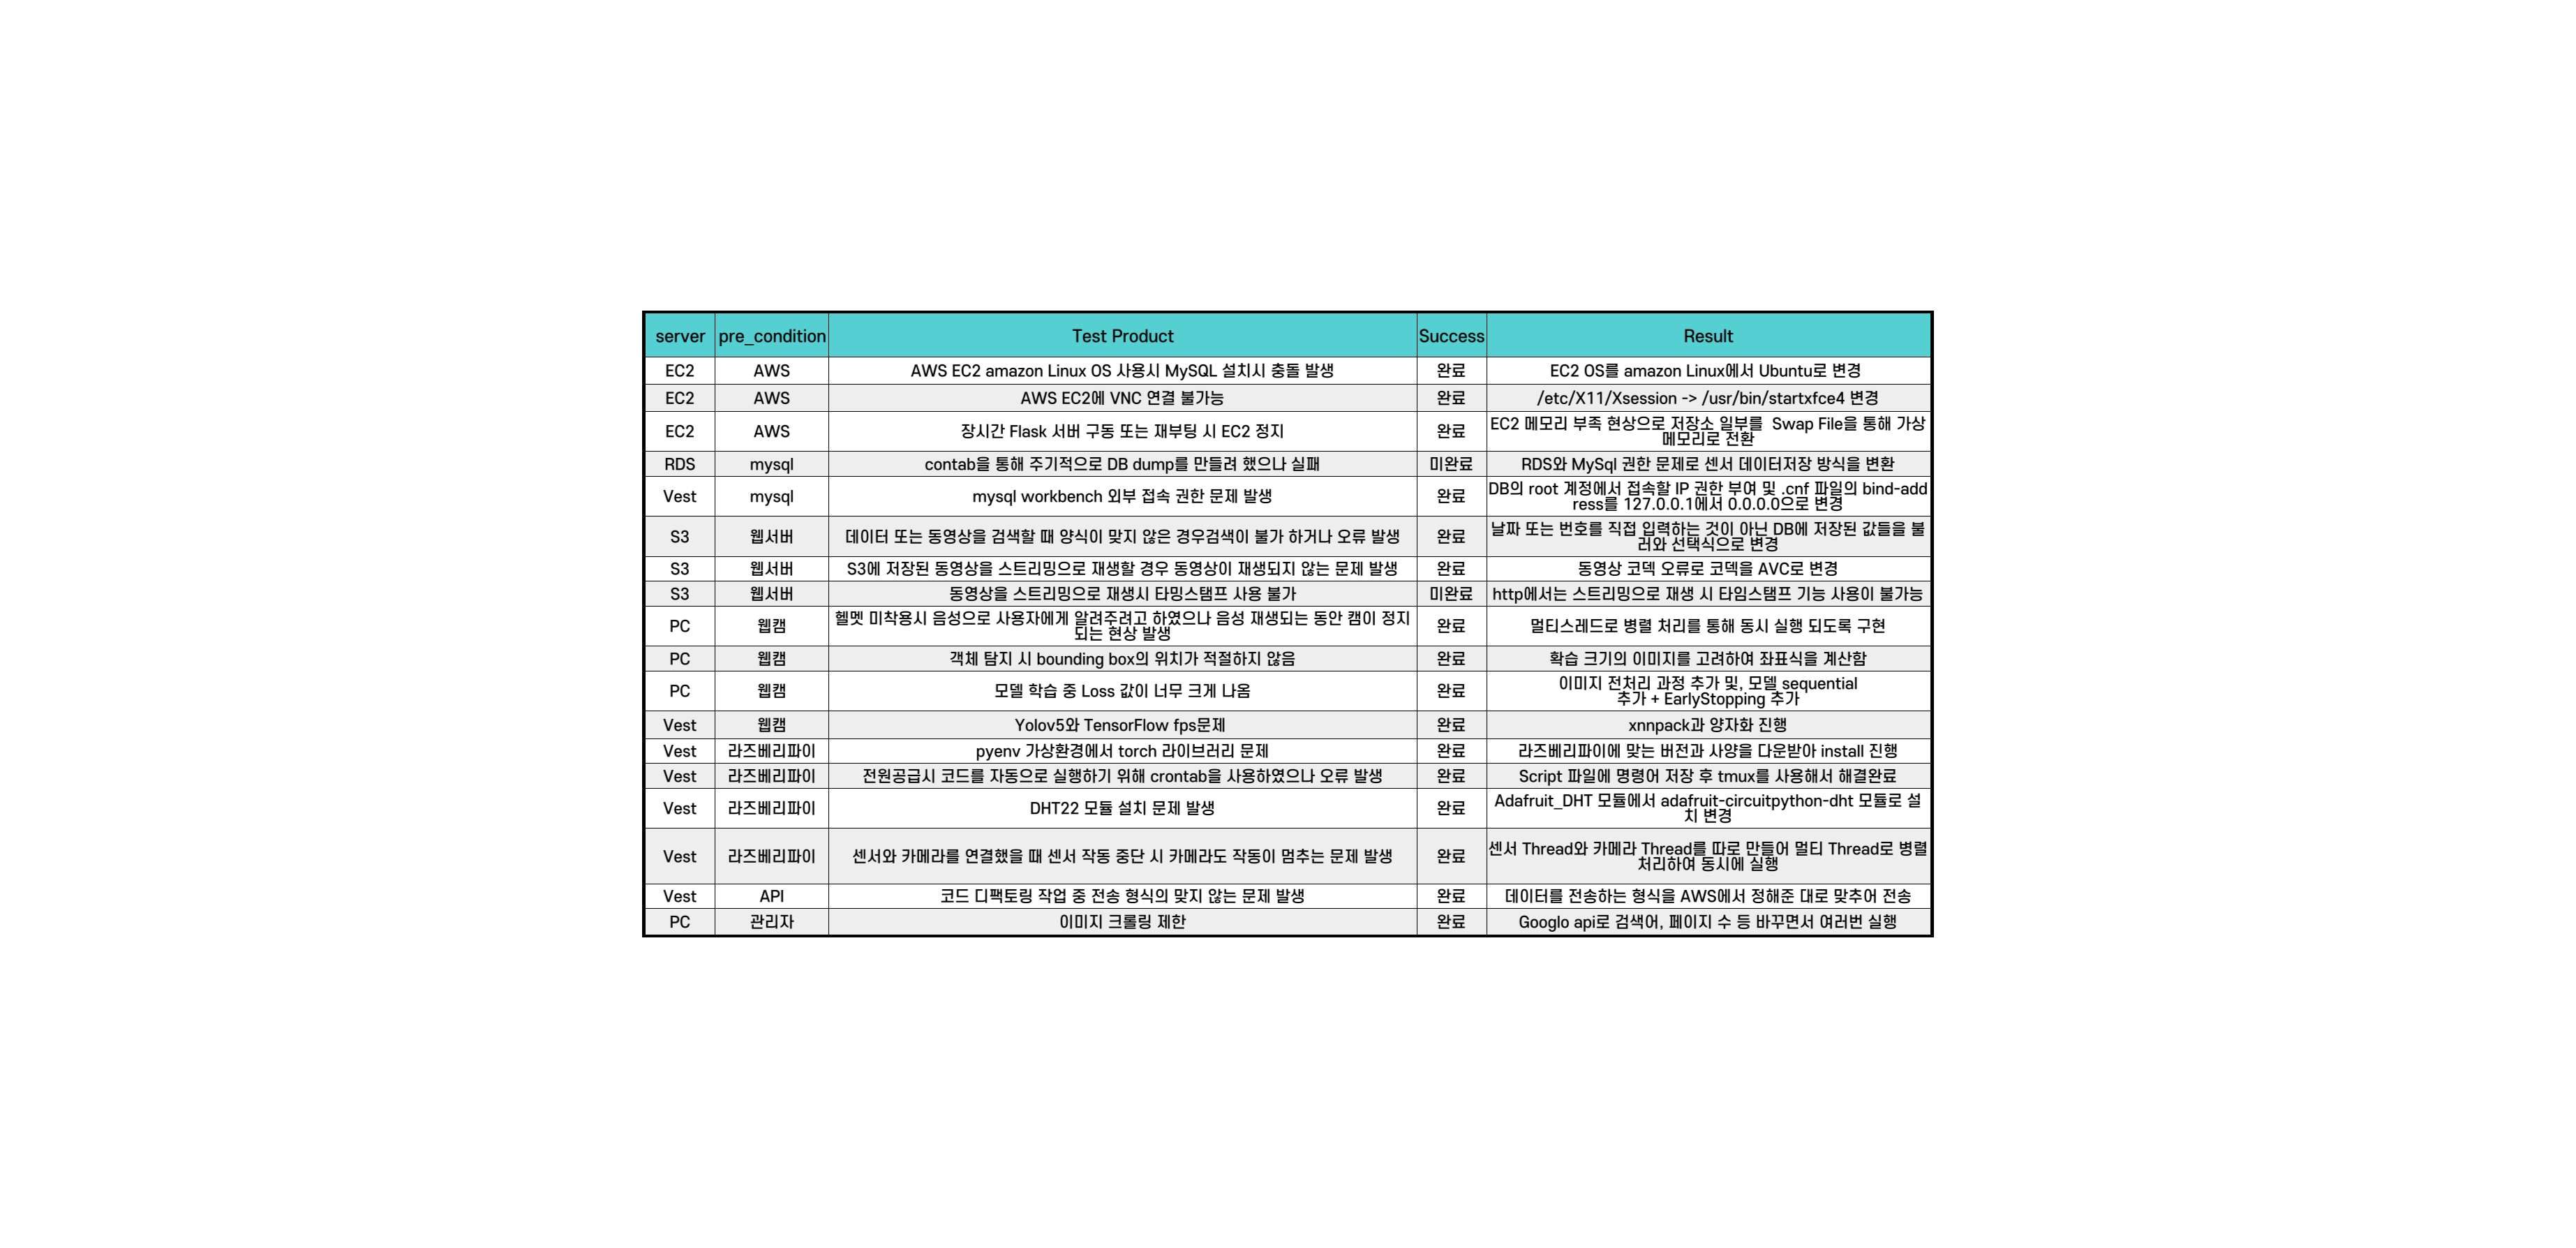 server pre_condition Test Product Success Result
EC2 AWS AWS EC2 amazon Linux OS 사용시 MySQL 설치시 충돌 발생 완료 EC2 OS를 amazon Linux에서 Ubuntu로 변경
EC2 AWS AWS EC2에 VNC 연결 불가능 완료 /etc/X11/Xsession -> /usr/bin/startxfce4 변경
EC2 AWS 장시간 Flask 서버 구동 또는 재부팅 시 EC2 정지 완료 EC2 메모리 부족 현상으로 저장소 일부를 Swap File을 통해 가상
메모리로 전환
RDS mysql contab을 통해 주기적으로 DB dump를 만들려 했으나 실패 미완료 RDS와 MySql 권한 문제로 센서 데이터저장 방식을 변환
Vest mysql mysql workbench 외부 접속 권한 문제 발생 완료 DB의 root 계정에서 접속할 IP 권한 부여 및 .cnf 파일의 bind-add
ress를 127.0.0.1에서 0.0.0.0으로 변경
S3 웹서버 데이터 또는 동영상을 검색할 때 양식이 맞지 않은 경우검색이 불가 하거나 오류 발생 완료 날짜 또는 번호를 직접 입력하는 것이 아닌 DB에 저장된 값들을 불
러와 선택식으로 변경
S3 웹서버 S3에 저장된 동영상을 스트리밍으로 재생할 경우 동영상이 재생되지 않는 문제 발생 완료 동영상 코덱 오류로 코덱을 AVC로 변경
S3 웹서버 동영상을 스트리밍으로 재생시 타밍스탬프 사용 불가 미완료 http에서는 스트리밍으로 재생 시 타임스탬프 기능 사용이 불가능
PC 웹캠 헬멧 미착용시 음성으로 사용자에게 알려주려고 하였으나 음성 재생되는 동안 캠이 정지
되는 현상 발생 완료 멀티스레드로 병렬 처리를 통해 동시 실행 되도록 구현
PC 웹캠 객체 탐지 시 bounding box의 위치가 적절하지 않음 완료 학습 크기의 이미지를 고려하여 좌표식을 계산함
PC 웹캠 모델 학습 중 Loss 값이 너무 크게 나옴 완료 이미지 전처리 과정 추가 및, 모델 sequential
추가 + EarlyStopping 추가
Vest 웹캠 Yolov5와 TensorFlow fps문제 완료 xnnpack과 양자화 진행
Vest 라즈베리파이 pyenv 가상환경에서 torch 라이브러리 문제 완료 라즈베리파이에 맞는 버전과 사양을 다운받아 install 진행
Vest 라즈베리파이 전원공급시 코드를 자동으로 실행하기 위해 crontab을 사용하였으나 오류 발생 완료 Script 파일에 명령어 저장 후 tmux를 사용해서 해결완료
Vest 라즈베리파이 DHT22 모듈 설치 문제 발생 완료 Adafruit_DHT 모듈에서 adafruit-circuitpython-dht 모듈로 설
치 변경
Vest 라즈베리파이 센서와 카메라를 연결했을 때 센서 작동 중단 시 카메라도 작동이 멈추는 문제 발생 완료 센서 Thread와 카메라 Thread를 따로 만들어 멀티 Thread로 병렬
처리하여 동시에 실행
Vest API 코드 디팩토링 작업 중 전송 형식의 맞지 않는 문제 발생 완료 데이터를 전송하는 형식을 AWS에서 정해준 대로 맞추어 전송
PC 관리자 이미지 크롤링 제한 완료 Googlo api로 검색어, 페이지 수 등 바꾸면서 여러번 실행